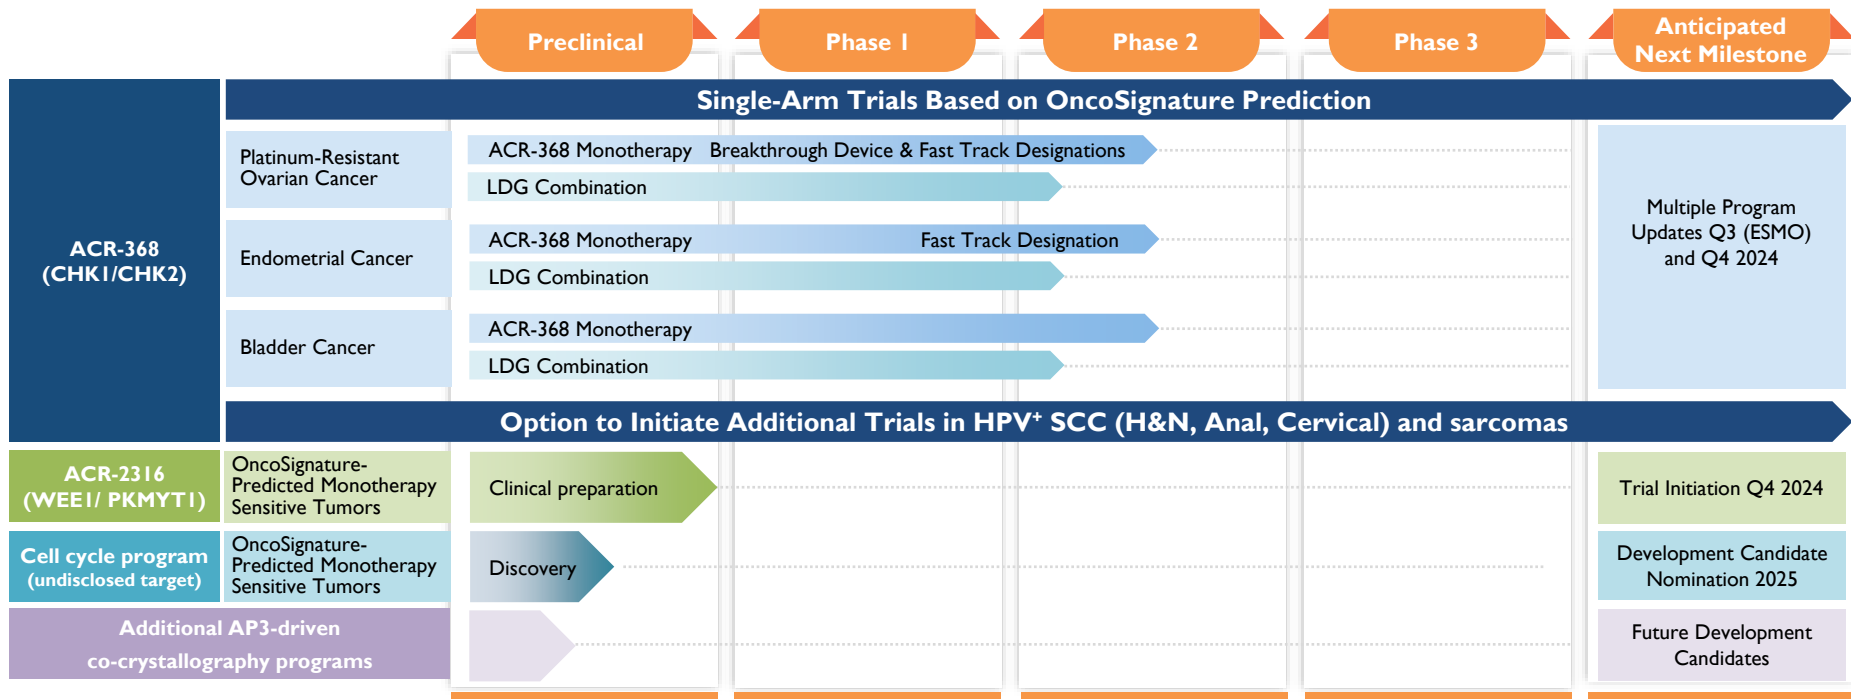 Preclinical
Phase 1
Phase 2
Phase 3
Anticipated
Next Milestone
ACR-368
(CHK1/CHK2)
Single-Arm Trials Based on OncoSignature Prediction
Platinum-Resistant
Ovarian Cancer
ACR-368 Monotherapy Breakthrough Device & Fast Track Designations
LDG Combination
Endometrial Cancer
ACR-368 Monotherapy Fast Track Designation
LDG Combination
Bladder Cancer
ACR-368 Monotherapy
LDG Combination
Multiple Program
Updates Q3 (ESMO)
and Q4 2024
Option to Initiate Additional Trials in HPV⁺ SCC (H&N, Anal, Cervical) and sarcomas
ACR-2316
(WEE1/ PKMYT1)
OncoSignature-
Predicted Monotherapy
Sensitive Tumors
Clinical preparation
Trial Initiation Q4 2024
Cell cycle program
(undisclosed target)
OncoSignature-
Predicted Monotherapy
Sensitive Tumors
Discovery
Development Candidate
Nomination 2025
Additional AP3-driven
co-crystallography programs
Future Development
Candidates